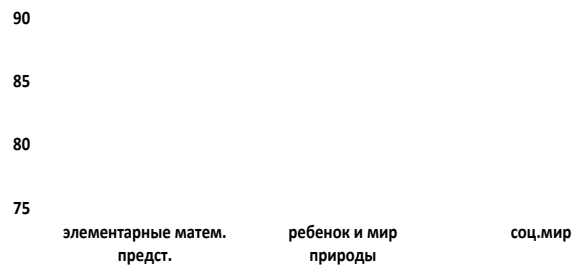 90
85
80
75
элементарные матем. ребенок и мир соц.мир
предст. природы